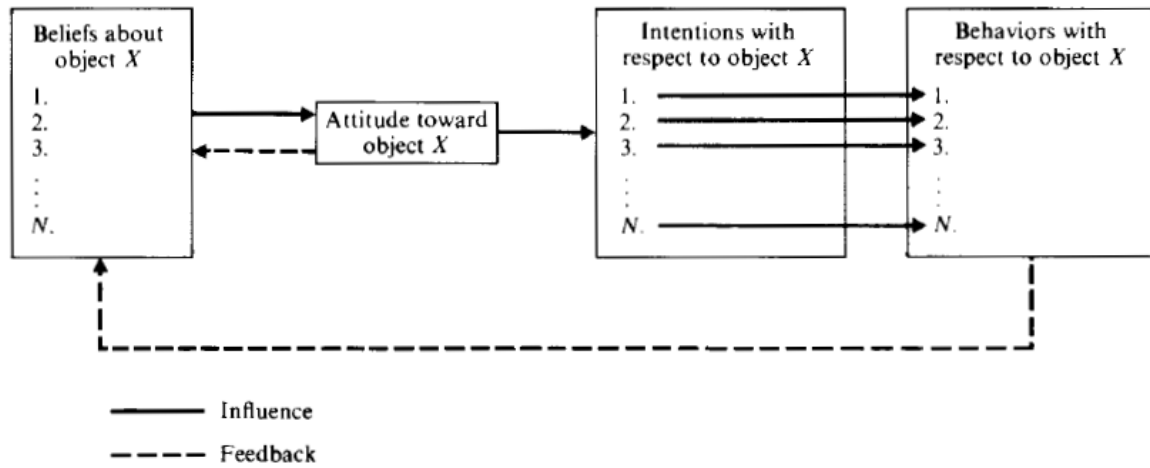 Beliefs about
object X
1.
2.
3.
.
.
.
N.
Attitude toward
object X
Intentions with
respect to object X
1.
2.
3.
.
.
.
N.
Behaviors with
respect to object X
1.
2.
3.
.
.
.
N.
Influence
Feedback